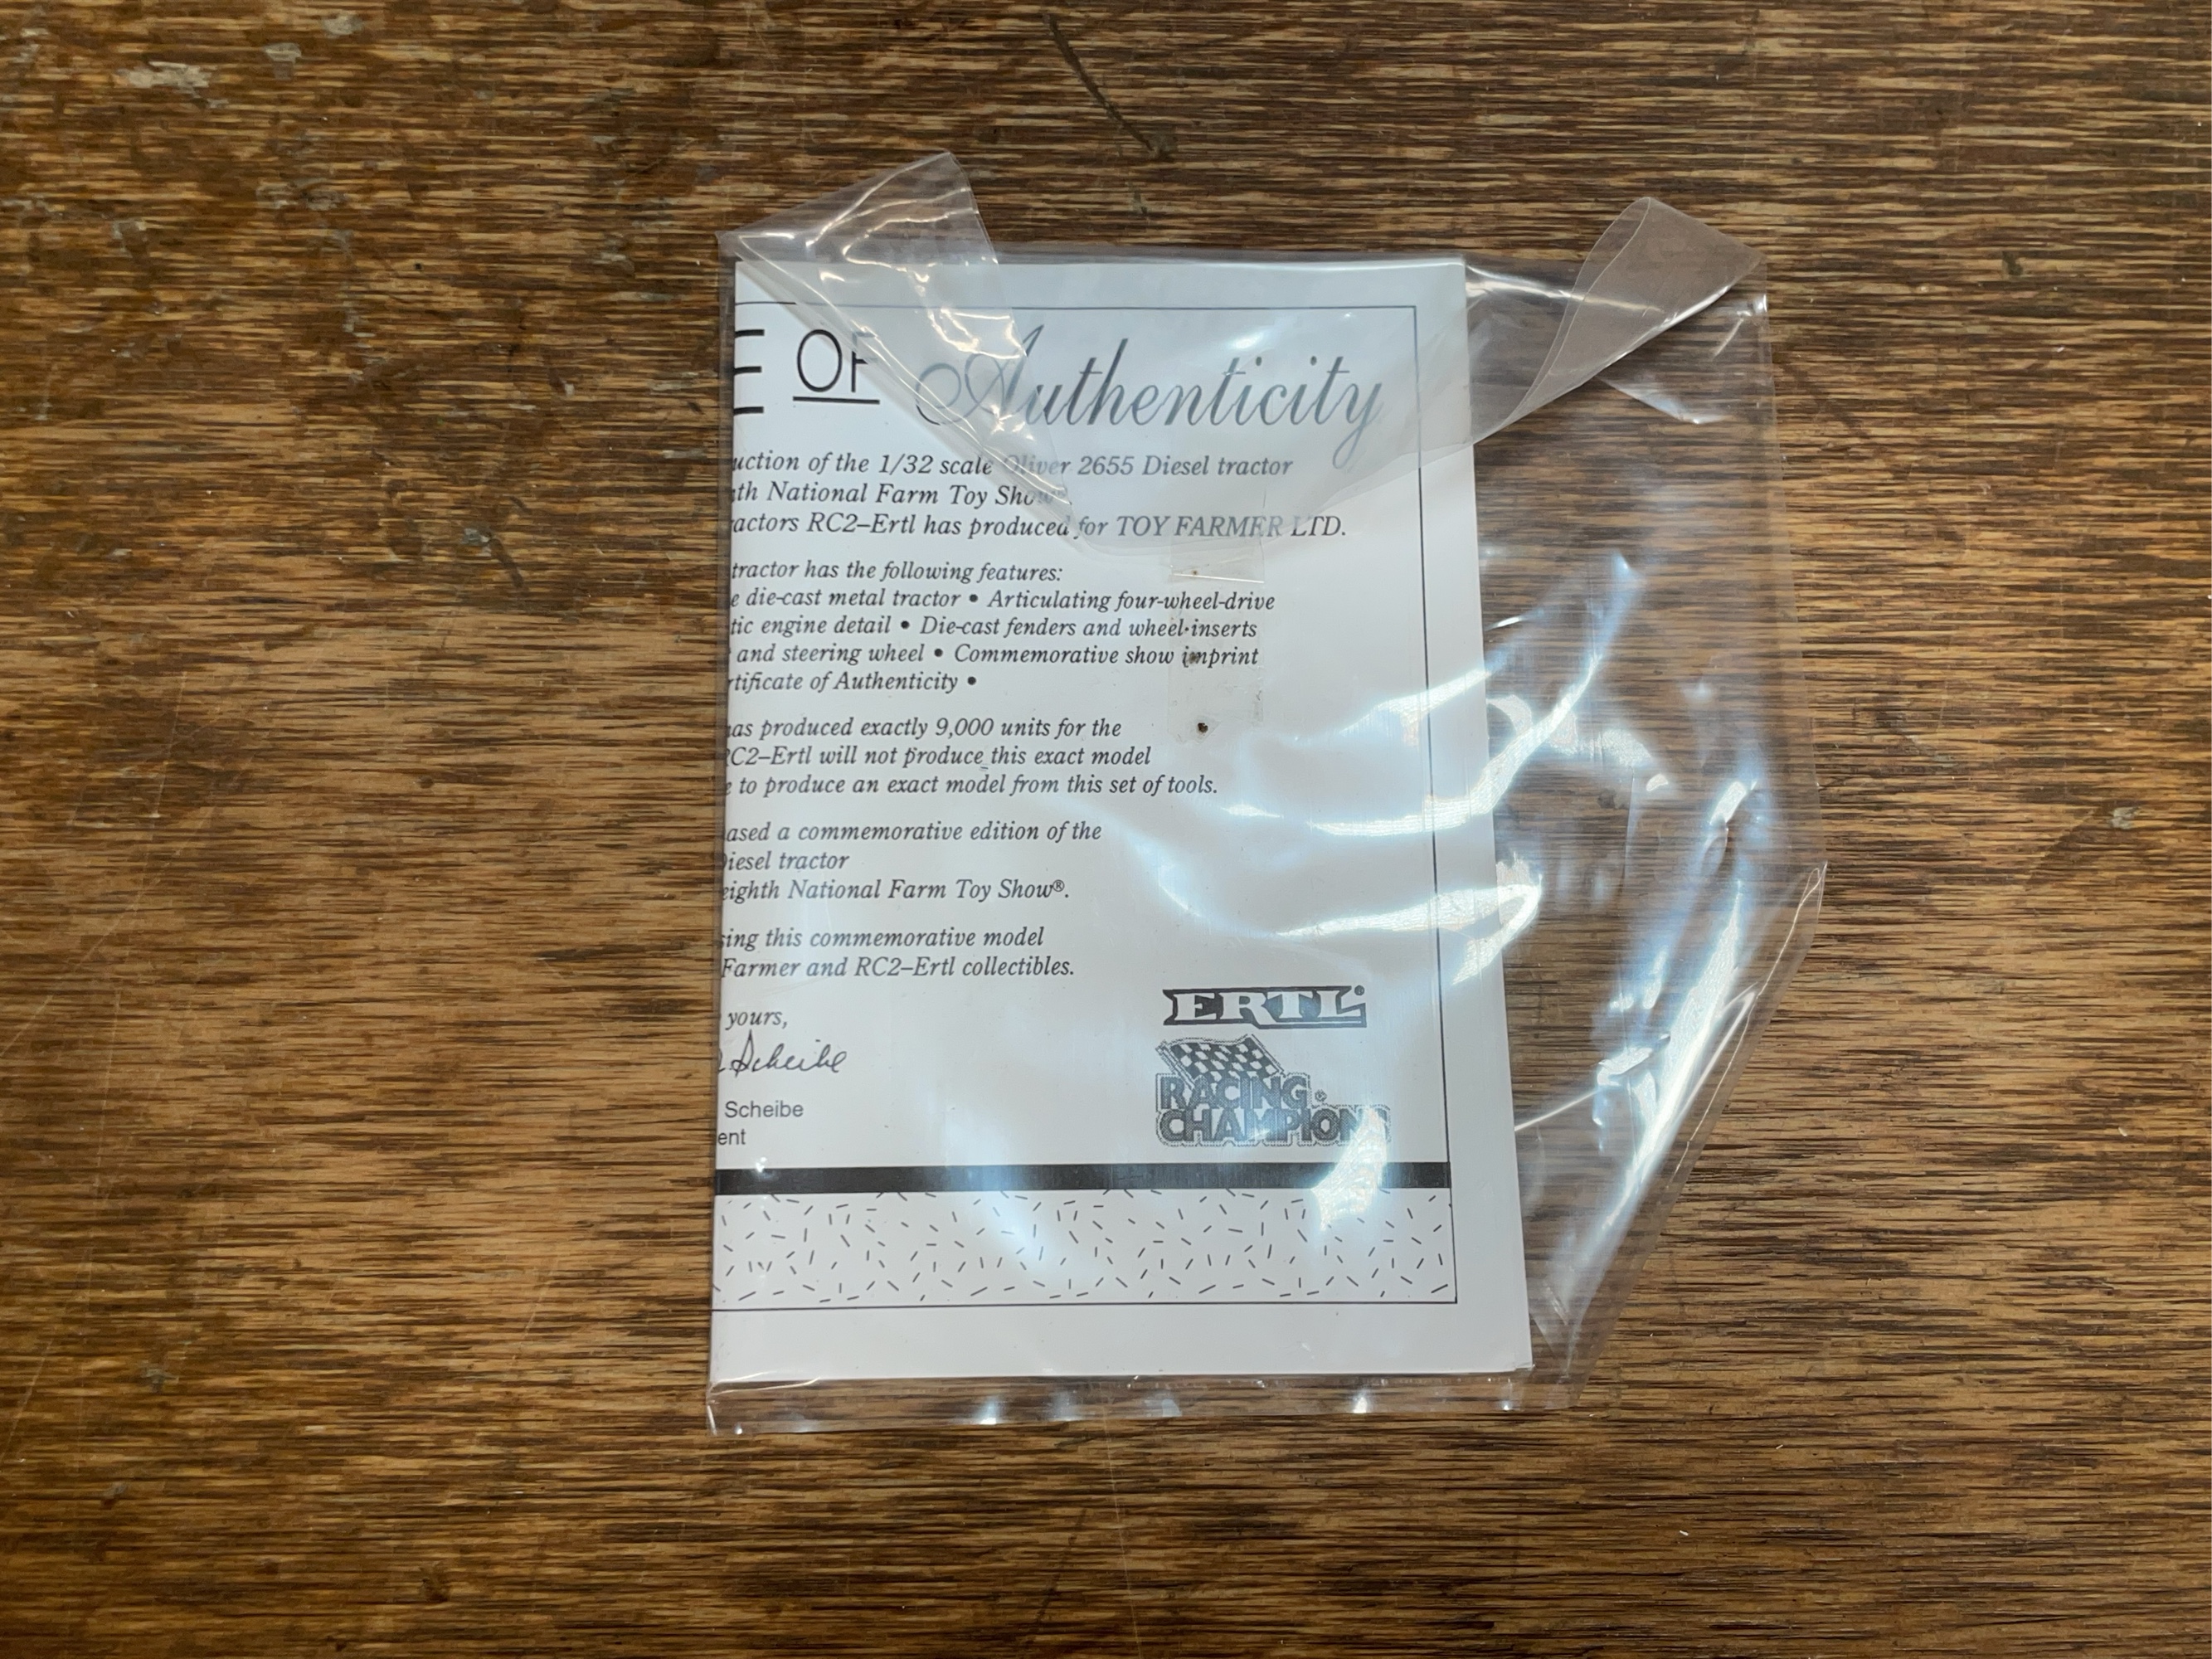 E OF Authenticity
uction of the 1/32 scale Oliver 2655 Diesel tractor
th National Farm Toy Show®
ractors RC2–Ertl has produced for TOY FARMER LTD.
tractor has the following features:
e die-cast metal tractor • Articulating four-wheel-drive
tic engine detail • Die-cast fenders and wheel inserts
and steering wheel • Commemorative show imprint
rtificate of Authenticity •
as produced exactly 9,000 units for the
RC2–Ertl will not produce this exact model
e to produce an exact model from this set of tools.
ased a commemorative edition of the
Diesel tractor
eighth National Farm Toy Show®.
sing this commemorative model
Farmer and RC2–Ertl collectibles.
yours,
Scheibe
Scheibe
ent
ERTL®
RACING
CHAMPIONS